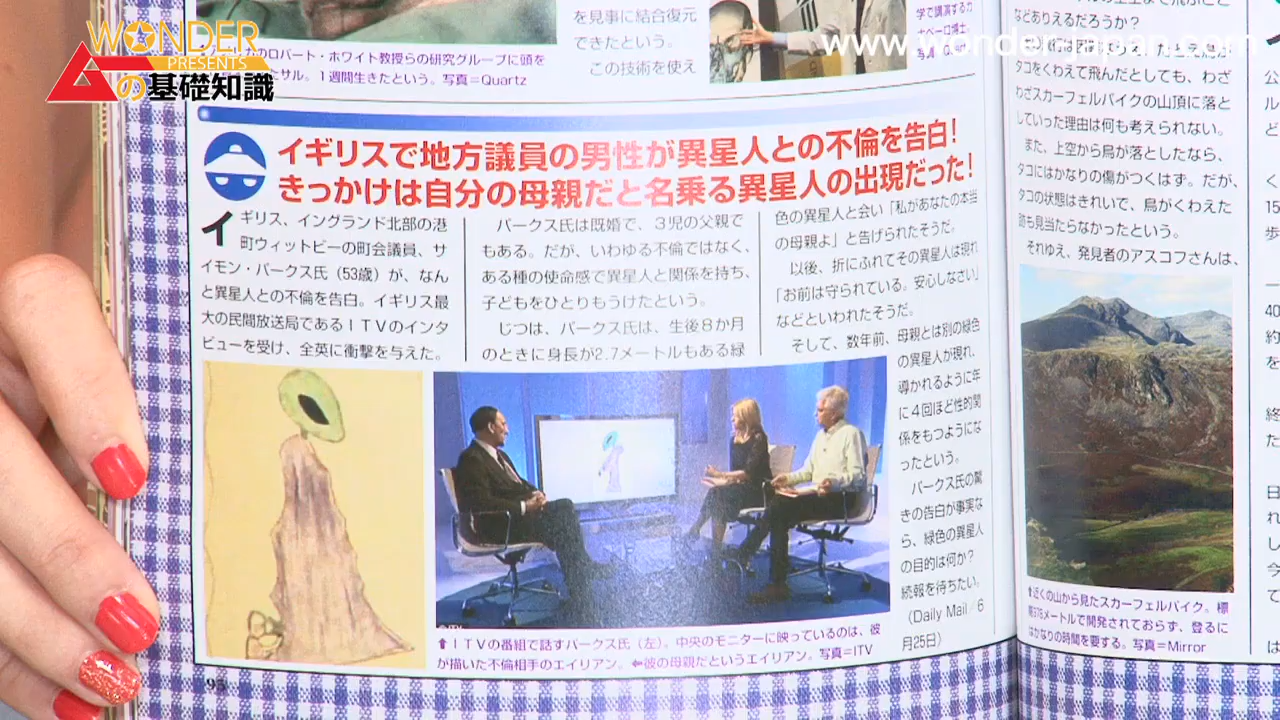 WONDER
PRESENTS
ムーの基礎知識
www.wonder-japan.com
のロバート・ホワイト教授らの研究グループに頭を
サル。1週間生きたという。写真=Quartz
を見事に結合復元
できたという。
この技術を使え
学で講演するカ
ナベーロ博士
イギリスで地方議員の男性が異星人との不倫を告白!
きっかけは自分の母親だと名乗る異星人の出現だった!
イギリス、イングランド北部の港
町ウィットビーの町会議員、サ
イモン・パークス氏(53歳)が、なん
と異星人との不倫を告白。イギリス最
大の民間放送局であるITVのインタ
ビューを受け、全英に衝撃を与えた。
パークス氏は既婚で、3児の父親で
もある。だが、いわゆる不倫ではなく、
ある種の使命感で異星人と関係を持ち、
子どもをひとりもうけたという。
じつは、パークス氏は、生後8か月
のときに身長が2.7メートルもある緑
色の異星人と会い「私があなたの本当
の母親よ」と告げられたそうだ。
以後、折にふれてその異星人は現れ
「お前は守られている。安心しなさい」
などといわれたそうだ。
そして、数年前、母親とは別の緑色
の異星人が現れ、
導かれるように年
に4回ほど性的関
係をもつようにな
ったという。
パークス氏の驚
きの告白が事実な
ら、緑色の異星人
の目的は何か?
続報を待ちたい。
(Daily Mail/6
月25日)
⬆ITVの番組で話すパークス氏(左)。中央のモニターに映っているのは、彼
が描いた不倫相手のエイリアン。⬅彼の母親だというエイリアン。写真=ITV
95
などありえるだろうか?
タコをくわえて飛んだとしても、わざ
わざスカーフェルパイクの山頂に落と
していった理由は何も考えられない。
また、上空から鳥が落としたなら、
タコにはかなりの傷がつくはず。だが、
タコの状態はきれいで、鳥がくわえた
跡も見当たらなかったという。
それゆえ、発見者のアスコフさんは、
⬆近くの山から見たスカーフェルパイク。標
高978メートルで開発されておらず、登るに
はかなりの時間を要する。写真=Mirror